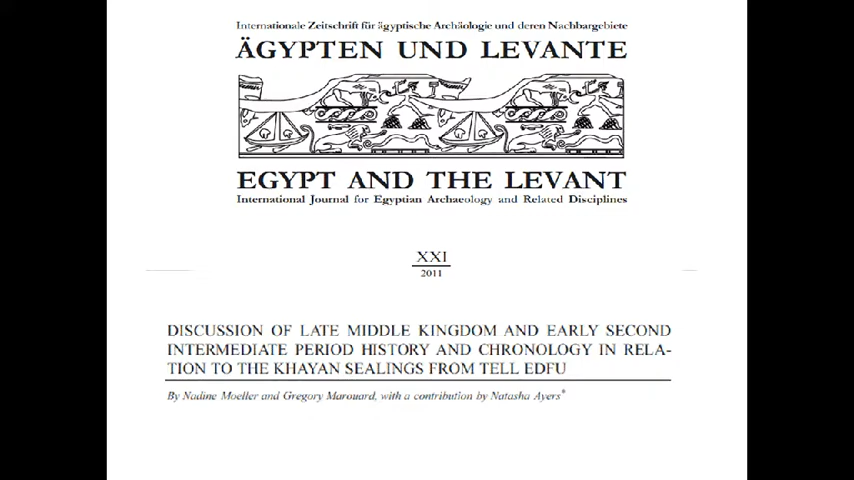 Internationale Zeitschrift für ägyptische Archäologie und deren Nachbargebiete
ÄGYPTEN UND LEVANTE
EGYPT AND THE LEVANT
International Journal for Egyptian Archaeology and Related Disciplines
XXI
2011
DISCUSSION OF LATE MIDDLE KINGDOM AND EARLY SECOND
INTERMEDIATE PERIOD HISTORY AND CHRONOLOGY IN RELA-
TION TO THE KHAYAN SEALINGS FROM TELL EDFU
By Nadine Moeller and Gregory Marouard, with a contribution by Natasha Ayers*